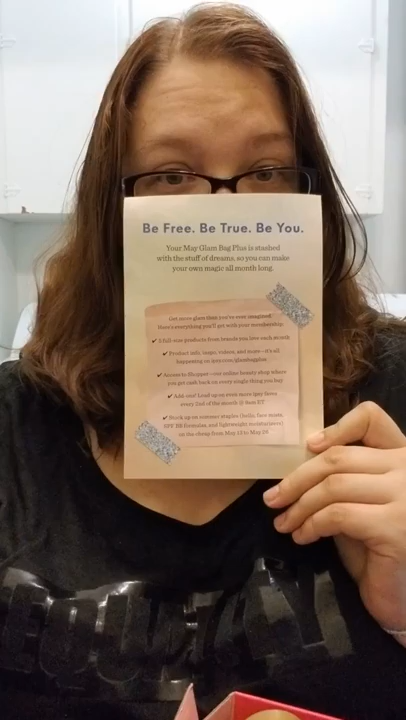 Be Free. Be True. Be You.
Your May Glam Bag Plus is stashed
with the stuff of dreams, so you can make
your own magic all month long.
Get more glam than you've ever imagined
Here's everything you'll get with your membership:
✔ 5 full-size products from brands you love each month
✔ Product info, inspo, videos, and more—it's all
happening on ipsy.com/glambagplus
✔ Access to Shopper—our online beauty shop where
you get cash back on every single thing you buy
✔ Add-ons! Load up on even more ipsy faves
every 2nd of the month @ 9am ET
✔ Stock up on summer staples (hello, face mists,
SPF BB formulas, and lightweight moisturizers)
on the cheap from May 12 to May 26
EQUALITY